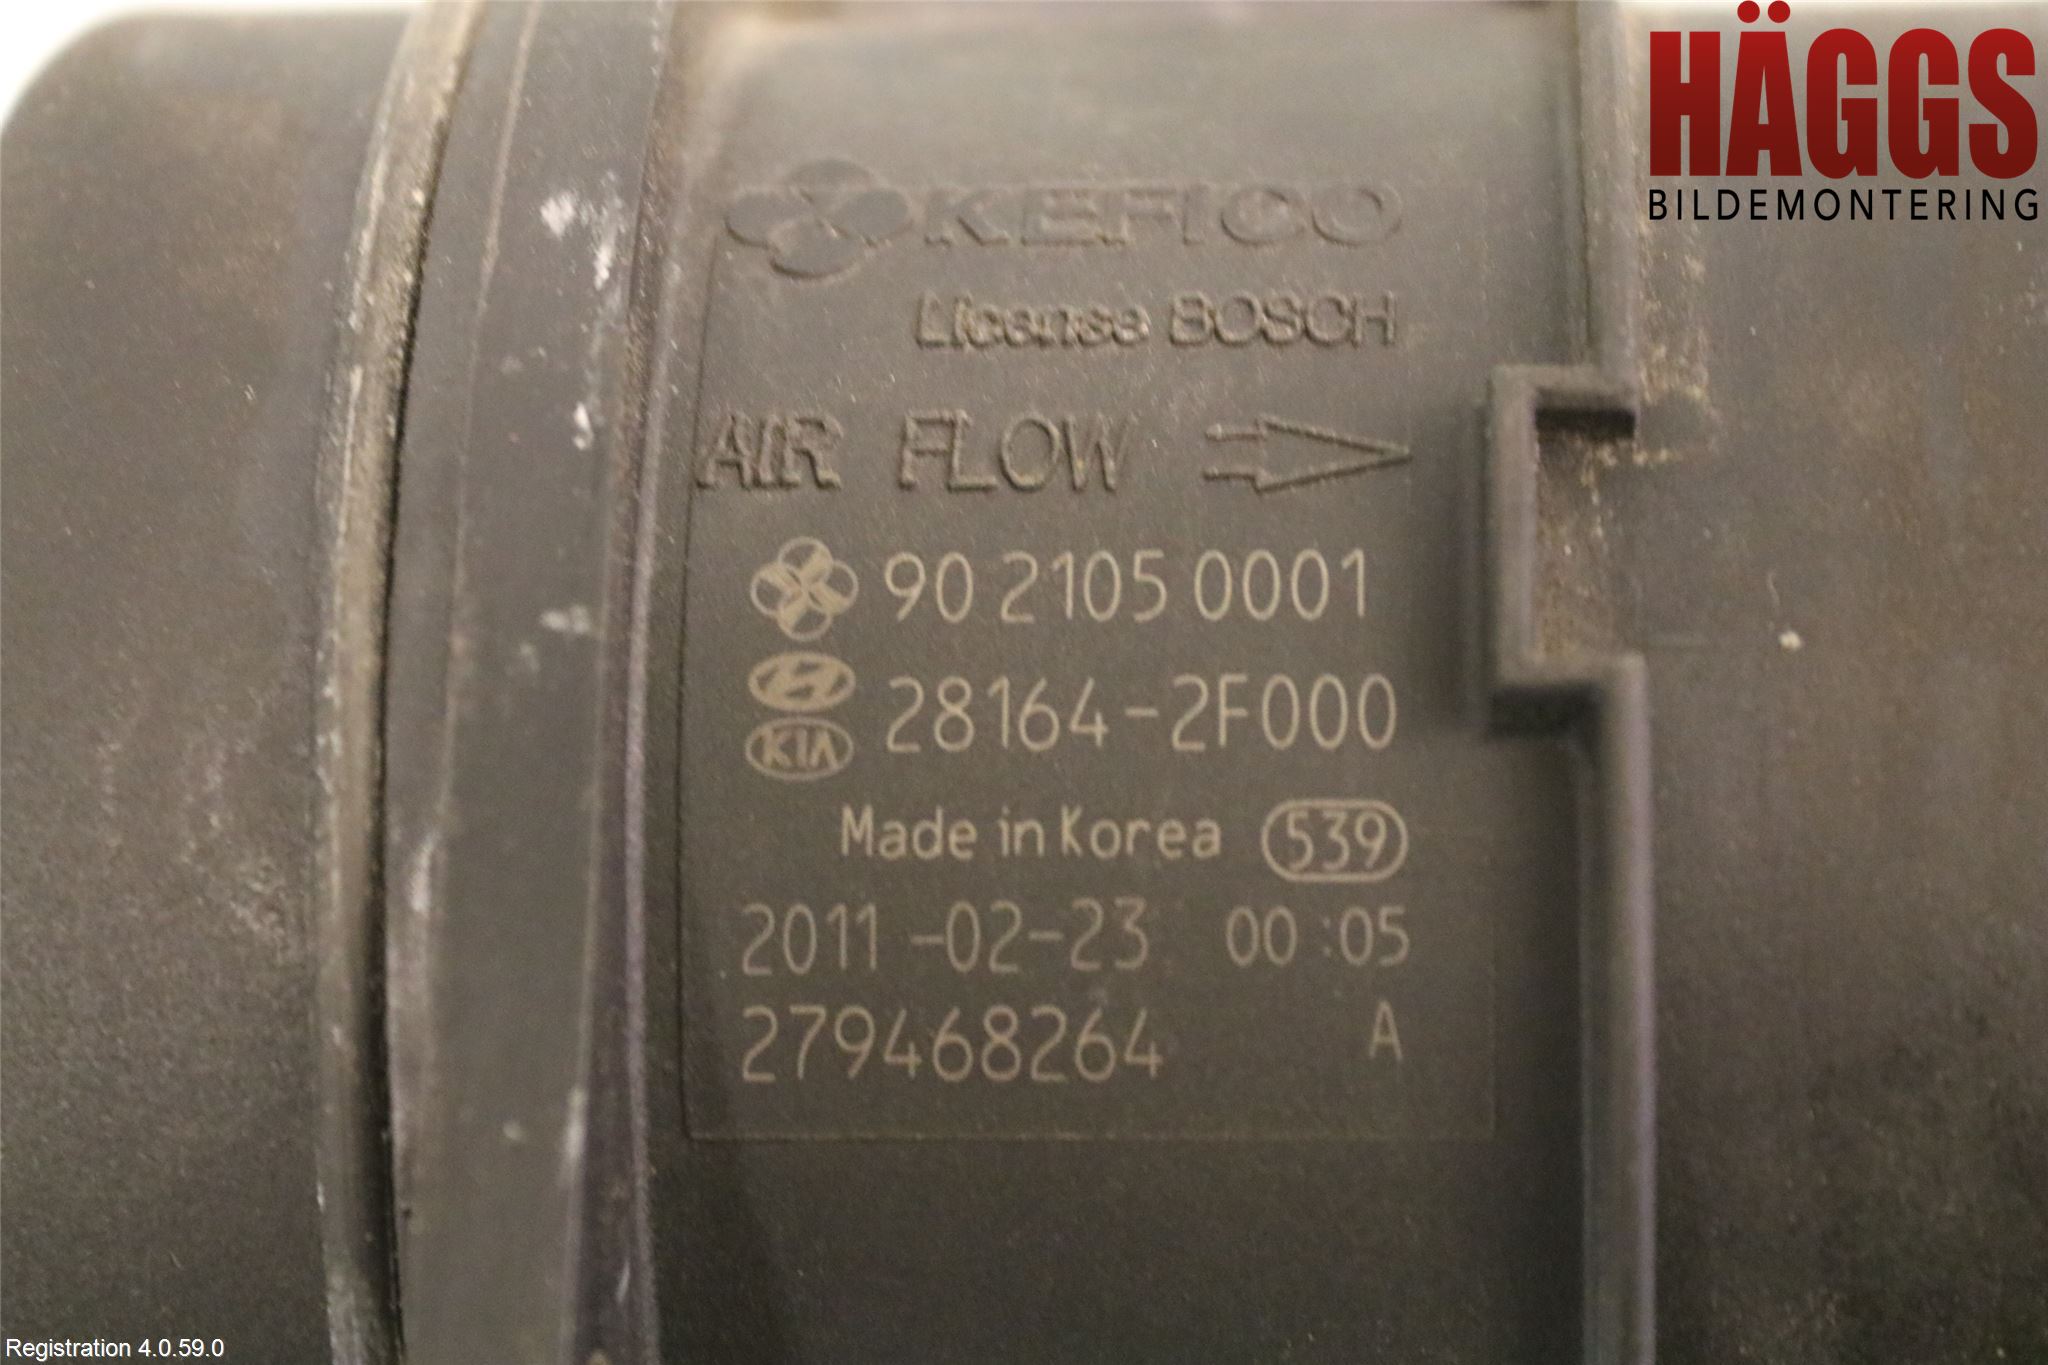 HÄGGS
BILDEMONTERING
KEFICO
License BOSCH
AIR FLOW
90 2105 0001
28164-2F000
KIA
Made in Korea 539
2011-02-23 00:05
279468264 A
Registration 4.0.59.0